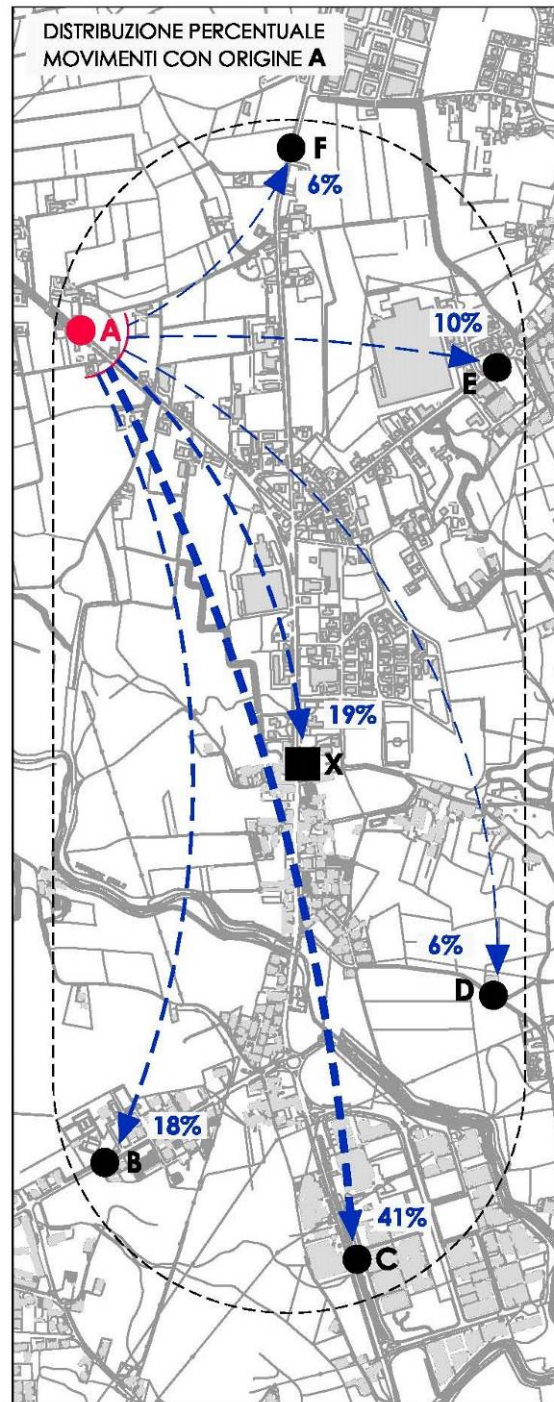 DISTRIBUZIONE PERCENTUALE
MOVIMENTI CON ORIGINE A
F
6%
A
10%
E
19%
X
6%
D
18%
B
41%
C